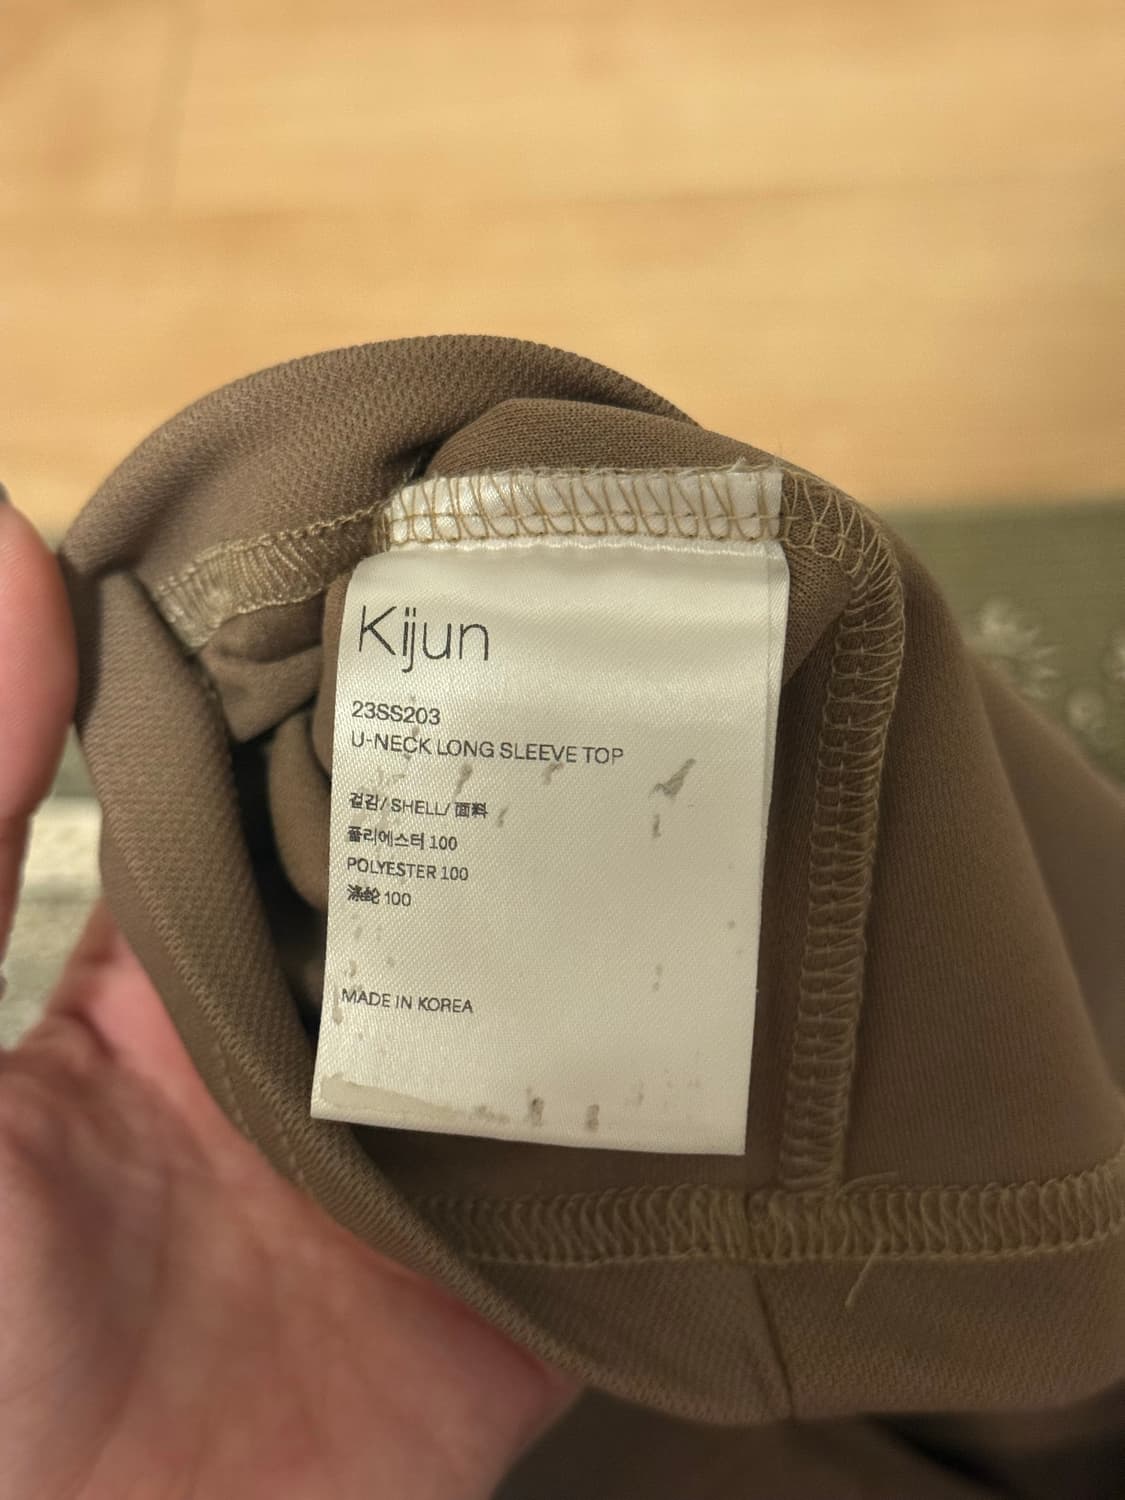 Kijun
23SS203
U-NECK LONG SLEEVE TOP
겉감/ SHELL/ 面料
폴리에스터 100
POLYESTER 100
涤纶 100
MADE IN KOREA